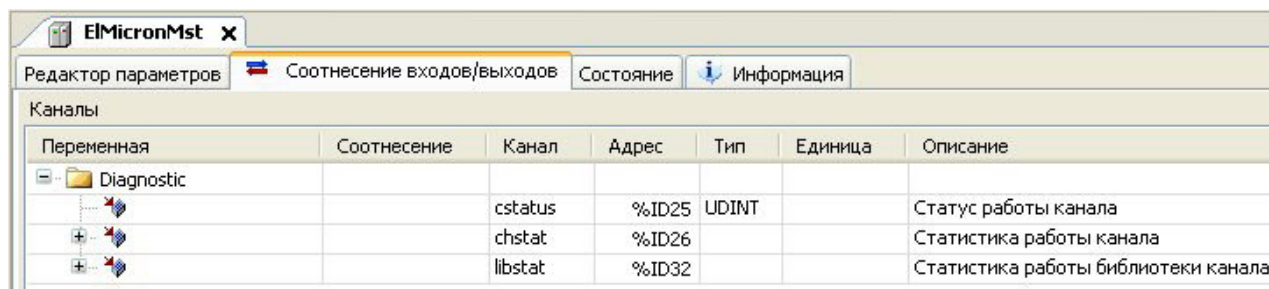 ElMicronMst x
Редактор параметров Соотнесение входов/выходов Состояние Информация
Каналы
Переменная Соотнесение Канал Адрес Тип Единица Описание
Diagnostic
cstatus %ID25 UDINT Статус работы канала
chstat %ID26 Статистика работы канала
libstat %ID32 Статистика работы библиотеки канала